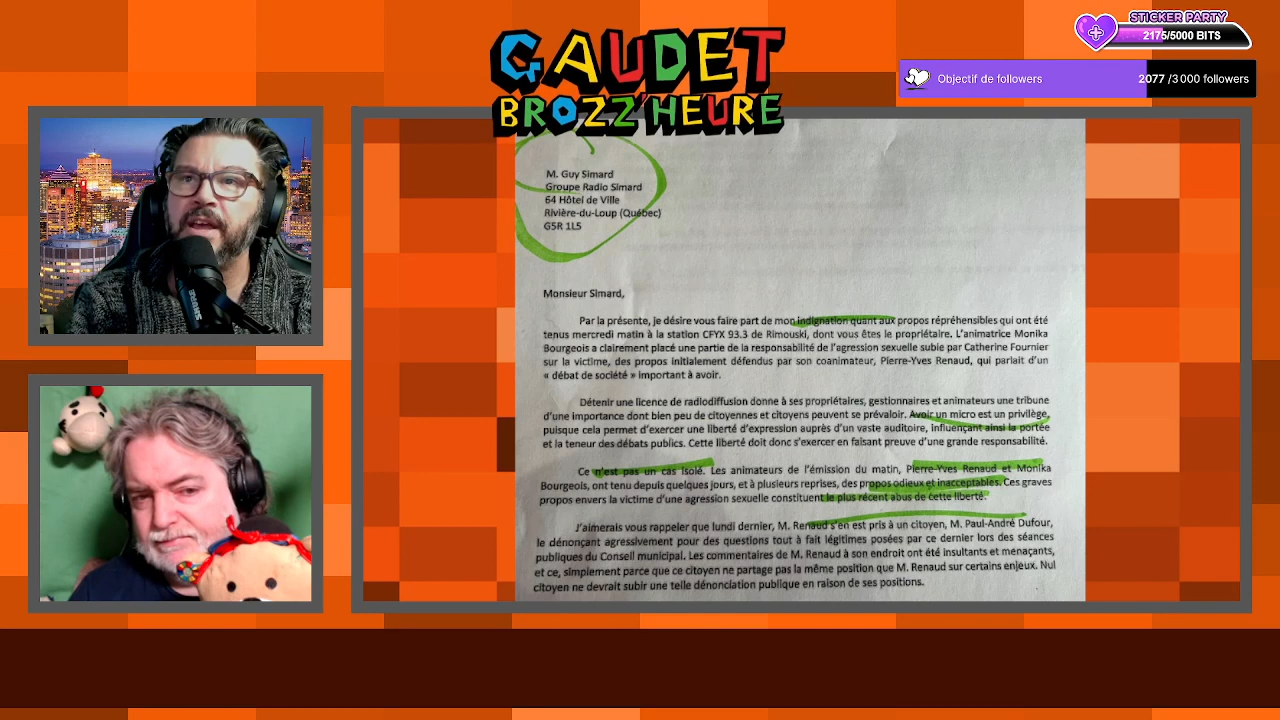 GAUDET
BROZZ'HEURE
STICKER PARTY
2175/5000 BITS
Objectif de followers
2077 /3 000 followers
SHURE
M. Guy Simard
Groupe Radio Simard
64 Hôtel de Ville
Rivière-du-Loup (Québec)
G5R 1L5
Monsieur Simard,
Par la présente, je désire vous faire part de mon indignation quant aux propos répréhensibles qui ont été
tenus mercredi matin à la station CFYX 93.3 de Rimouski, dont vous êtes le propriétaire. L'animatrice Monika
Bourgeois a clairement placé une partie de la responsabilité de l'agression sexuelle subie par Catherine Fournier
sur la victime, des propos initialement défendus par son coanimateur, Pierre-Yves Renaud, qui parlait d'un
« débat de société » important à avoir.
Détenir une licence de radiodiffusion donne à ses propriétaires, gestionnaires et animateurs une tribune
d'une importance dont bien peu de citoyennes et citoyens peuvent se prévaloir. Avoir un micro est un privilège,
puisque cela permet d'exercer une liberté d'expression auprès d'un vaste auditoire, influençant ainsi la portée
et la teneur des débats publics. Cette liberté doit donc s'exercer en faisant preuve d'une grande responsabilité.
Ce n'est pas un cas isolé. Les animateurs de l'émission du matin, Pierre-Yves Renaud et Monika
Bourgeois, ont tenu depuis quelques jours, et à plusieurs reprises, des propos odieux et inacceptables. Ces graves
propos envers la victime d'une agression sexuelle constituent le plus récent abus de cette liberté.
J'aimerais vous rappeler que lundi dernier, M. Renaud s'en est pris à un citoyen, M. Paul-André Dufour,
le dénonçant agressivement pour des questions tout à fait légitimes posées par ce dernier lors des séances
publiques du Conseil municipal. Les commentaires de M. Renaud à son endroit ont été insultants et menaçants,
et ce, simplement parce que ce citoyen ne partage pas la même position que M. Renaud sur certains enjeux. Nul
citoyen ne devrait subir une telle dénonciation publique en raison de ses positions.